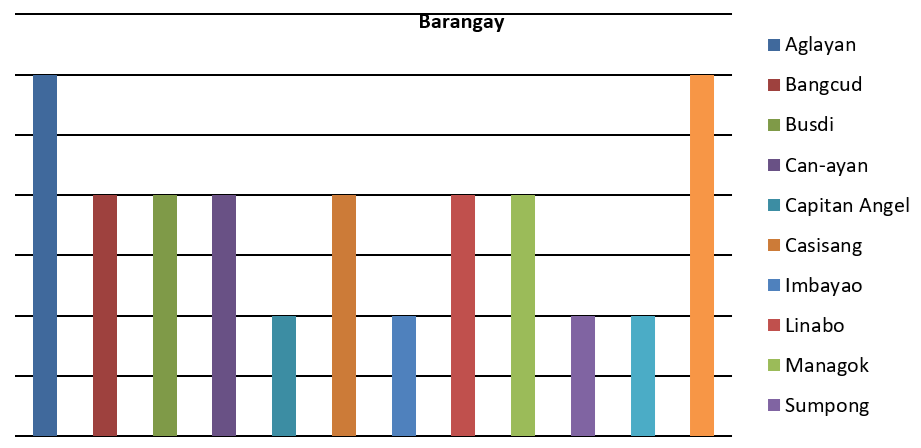 Barangay
Aglayan
Bangcud
Busdi
Can-ayan
Capitan Angel
Casisang
Imbayao
Linabo
Managok
Sumpong